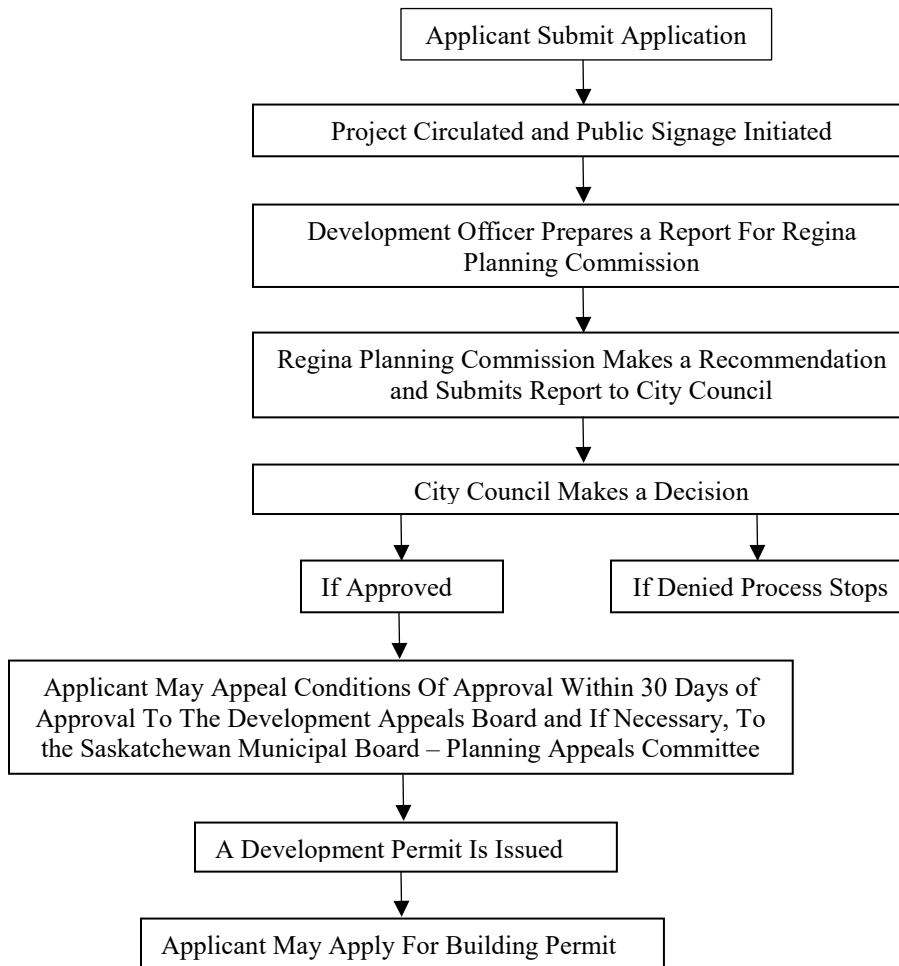 Applicant Submit Application
Project Circulated and Public Signage Initiated
Development Officer Prepares a Report For Regina
Planning Commission
Regina Planning Commission Makes a Recommendation
and Submits Report to City Council
City Council Makes a Decision
If Approved
If Denied Process Stops
Applicant May Appeal Conditions Of Approval Within 30 Days of
Approval To The Development Appeals Board and If Necessary, To
the Saskatchewan Municipal Board – Planning Appeals Committee
A Development Permit Is Issued
Applicant May Apply For Building Permit